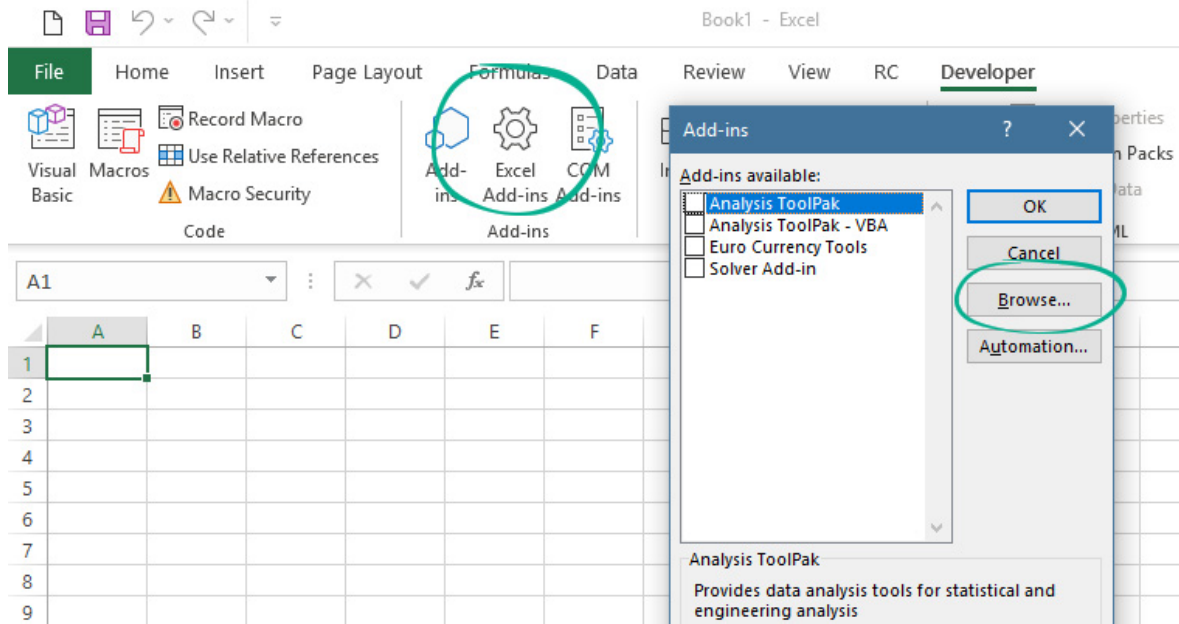 Book1 - Excel
File Home Insert Page Layout Formulas Data Review View RC Developer
Visual Basic
Macros
Record Macro
Use Relative References
Macro Security
Code
Add-ins
Excel Add-ins
COM Add-ins
Add-ins
Packs
Add-ins ? ×
Add-ins available:
Analysis ToolPak
Analysis ToolPak - VBA
Euro Currency Tools
Solver Add-in
OK
Cancel
Browse...
Automation...
Analysis ToolPak
Provides data analysis tools for statistical and
engineering analysis
A1
fx
A B C D E F
1
2
3
4
5
6
7
8
9